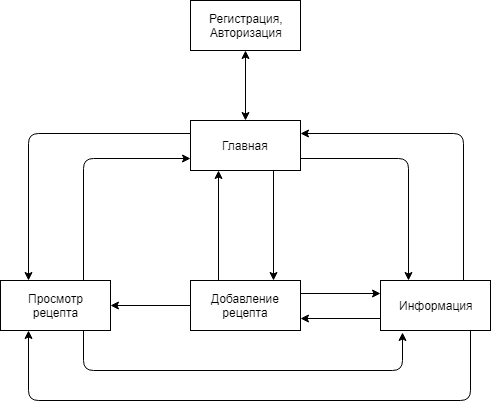 Регистрация,
Авторизация
Главная
Просмотр
рецепта
Добавление
рецепта
Информация